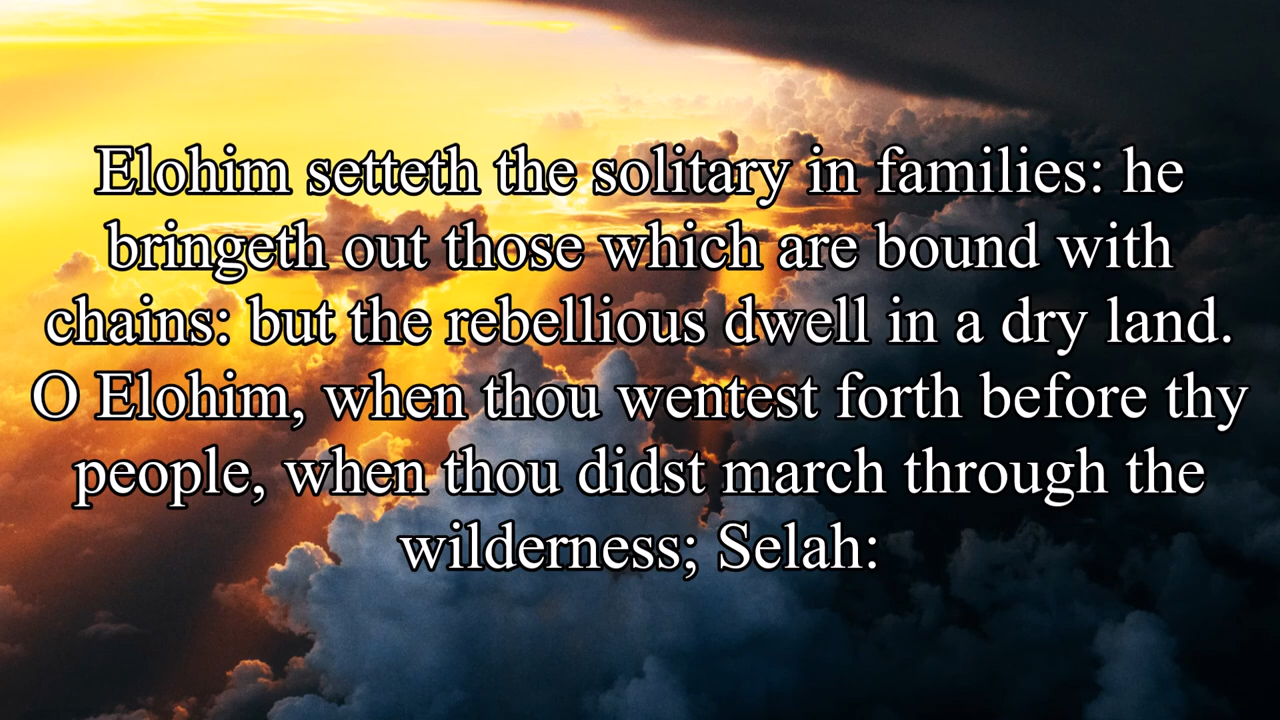 Elohim setteth the solitary in families: he
bringeth out those which are bound with
chains: but the rebellious dwell in a dry land.
O Elohim, when thou wentest forth before thy
people, when thou didst march through the
wilderness; Selah: